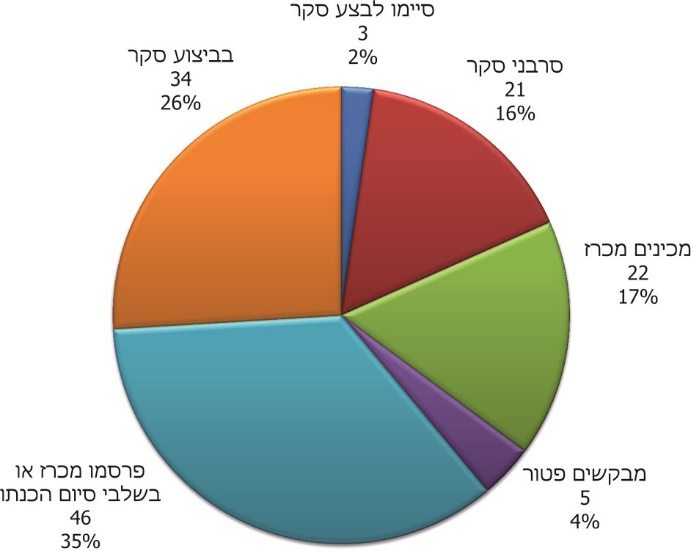 סיימו לבצע סקר
3
2%
סרבני סקר
21
16%
מכינים מכרז
22
17%
מבקשים פטור
5
4%
פרסמו מכרז או
בשלבי סיום הכנתו
46
35%
בביצוע סקר
34
26%